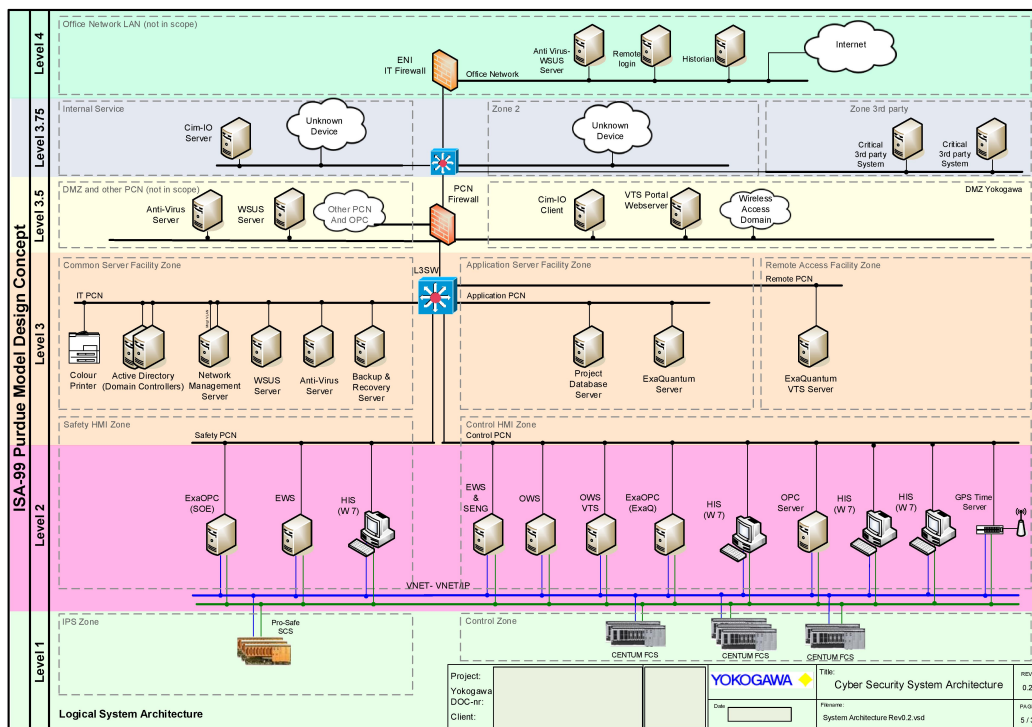 ISA-99 Purdue Model Design Concept
Level 4
Office Network LAN (not in scope)
ENI
IT Firewall
Office Network
Anti Virus-
WSUS
Server
Remote
login
Historian
Internet
Level 3.75
Internal Service
Cim-IO
Server
Unknown
Device
Zone 2
Unknown
Device
Zone 3rd party
Critical
3rd party
System
Critical
3rd party
System
Level 3.5
DMZ and other PCN (not in scope)
Anti-Virus
Server
WSUS
Server
Other PCN
And OPC
PCN
Firewall
Cim-IO
Client
VTS Portal
Webserver
Wireless
Access
Domain
DMZ Yokogawa
Level 3
Common Server Facility Zone
L3SW
IT PCN
Colour
Printer
Active Directory
(Domain Controllers)
Network
Management
Server
WSUS
Server
Anti-Virus
Server
Backup &
Recovery
Server
Application Server Facility Zone
Application PCN
Project
Database
Server
ExaQuantum
Server
Remote Access Facility Zone
Remote PCN
ExaQuantum
VTS Server
Safety HMI Zone
Safety PCN
Control HMI Zone
Control PCN
Level 2
ExaOPC
(SOE)
EWS
HIS
(W 7)
EWS
&
SENG
OWS
OWS
VTS
ExaOPC
(ExaQ)
HIS
(W 7)
OPC
Server
HIS
(W 7)
HIS
(W 7)
GPS Time
Server
VNET- VNET/IP
Level 1
IPS Zone
Pro-Safe
SCS
Control Zone
CENTUM FCS
CENTUM FCS
CENTUM FCS
Logical System Architecture
Project:
Yokogawa
DOC-nr:
Client:
YOKOGAWA
Date
Title:
Cyber Security System Architecture
Filename:
System Architecture Rev0.2.vsd
REV
0.2